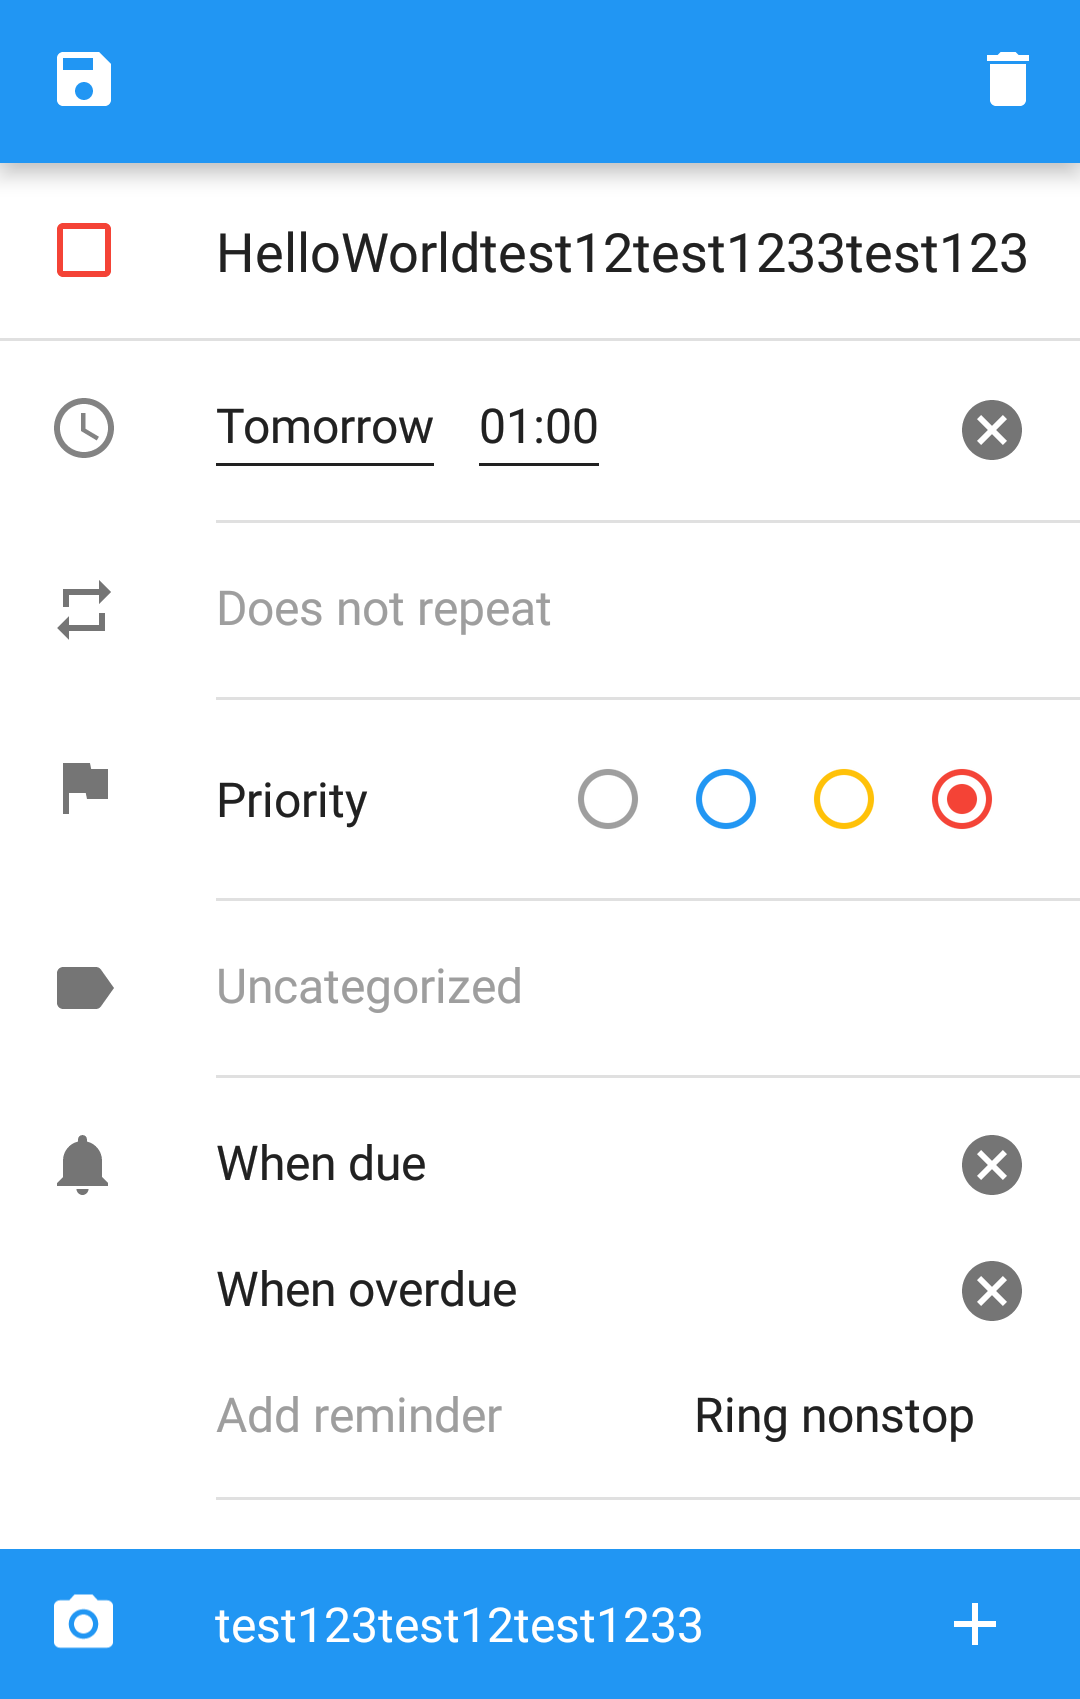 HelloWorldtest12test1233test123
Tomorrow 01:00
Does not repeat
Priority
Uncategorized
When due
When overdue
Add reminder Ring nonstop
test123test12test1233